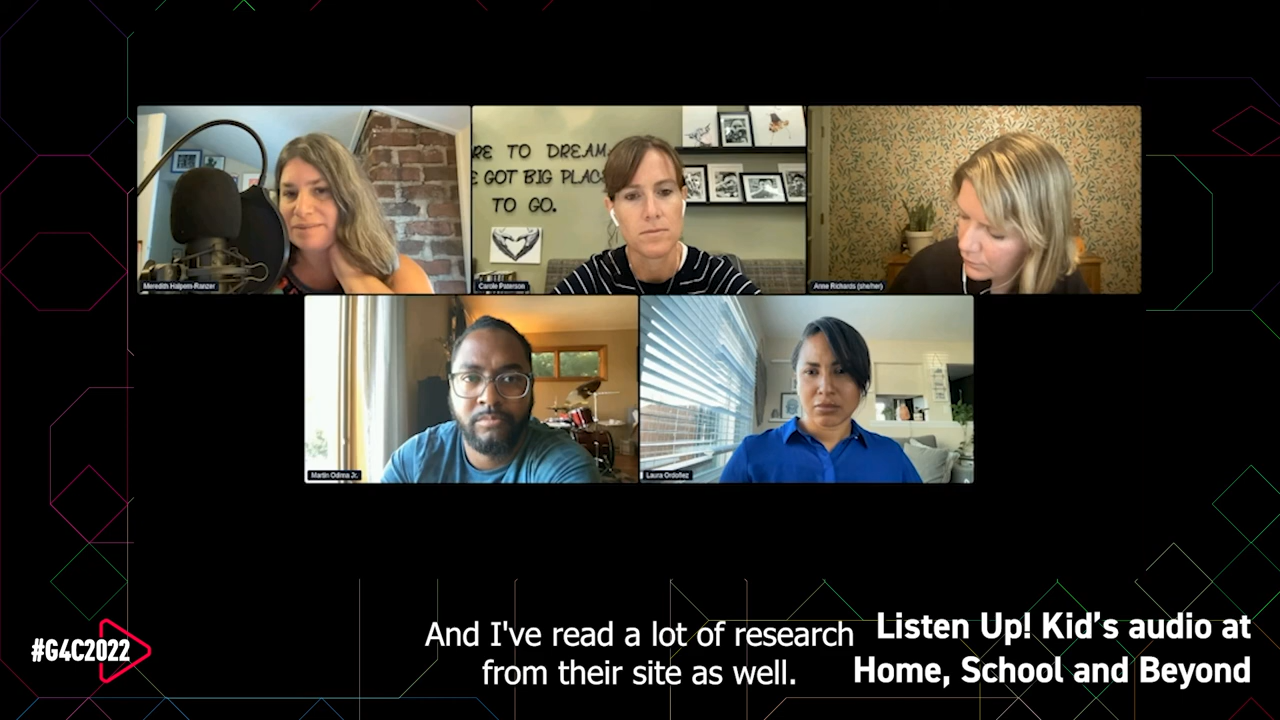 RE TO DREAM
E GOT BIG PLAC
TO GO.
Meredith Halpern-Ranzer
Carole Paterson
Anne Richards (she/her)
Martin Odima Jr.
Laura Ordoñez
#G4C2022
And I've read a lot of research
from their site as well.
Listen Up! Kid's audio at
Home, School and Beyond